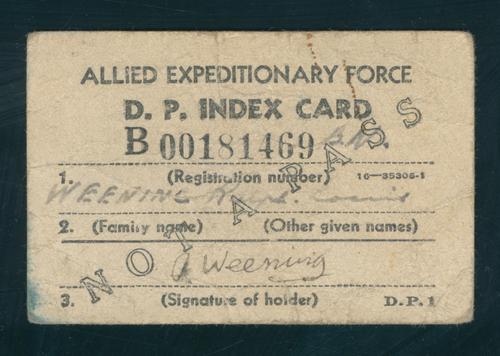 ALLIED EXPEDITIONARY FORCE
D. P. INDEX CARD
B 00181469
1. (Registration number) 16—35306-1
WEENING
2. (Family name) (Other given names)
J Weening
3. (Signature of holder) D.P.1
NOT A PASS